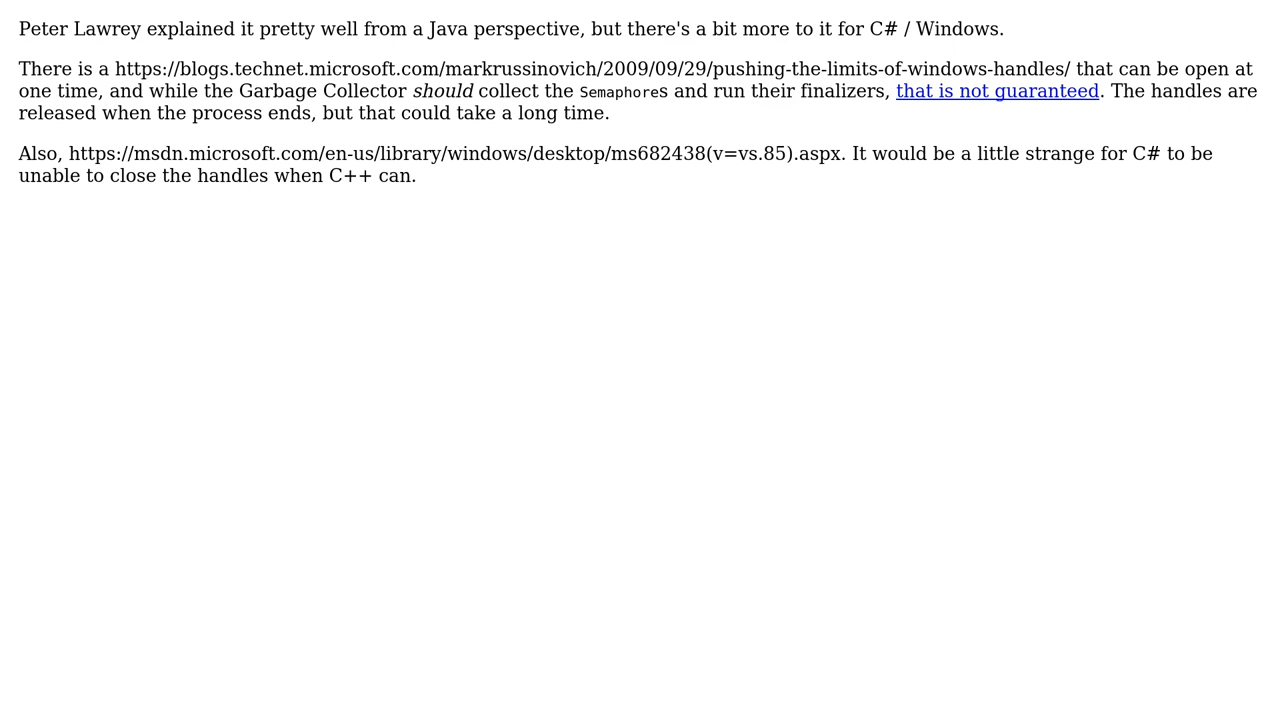 Peter Lawrey explained it pretty well from a Java perspective, but there's a bit more to it for C# / Windows.
There is a https://blogs.technet.microsoft.com/markrussinovich/2009/09/29/pushing-the-limits-of-windows-handles/ that can be open at
one time, and while the Garbage Collector should collect the Semaphores and run their finalizers, that is not guaranteed. The handles are
released when the process ends, but that could take a long time.
Also, https://msdn.microsoft.com/en-us/library/windows/desktop/ms682438(v=vs.85).aspx. It would be a little strange for C# to be
unable to close the handles when C++ can.